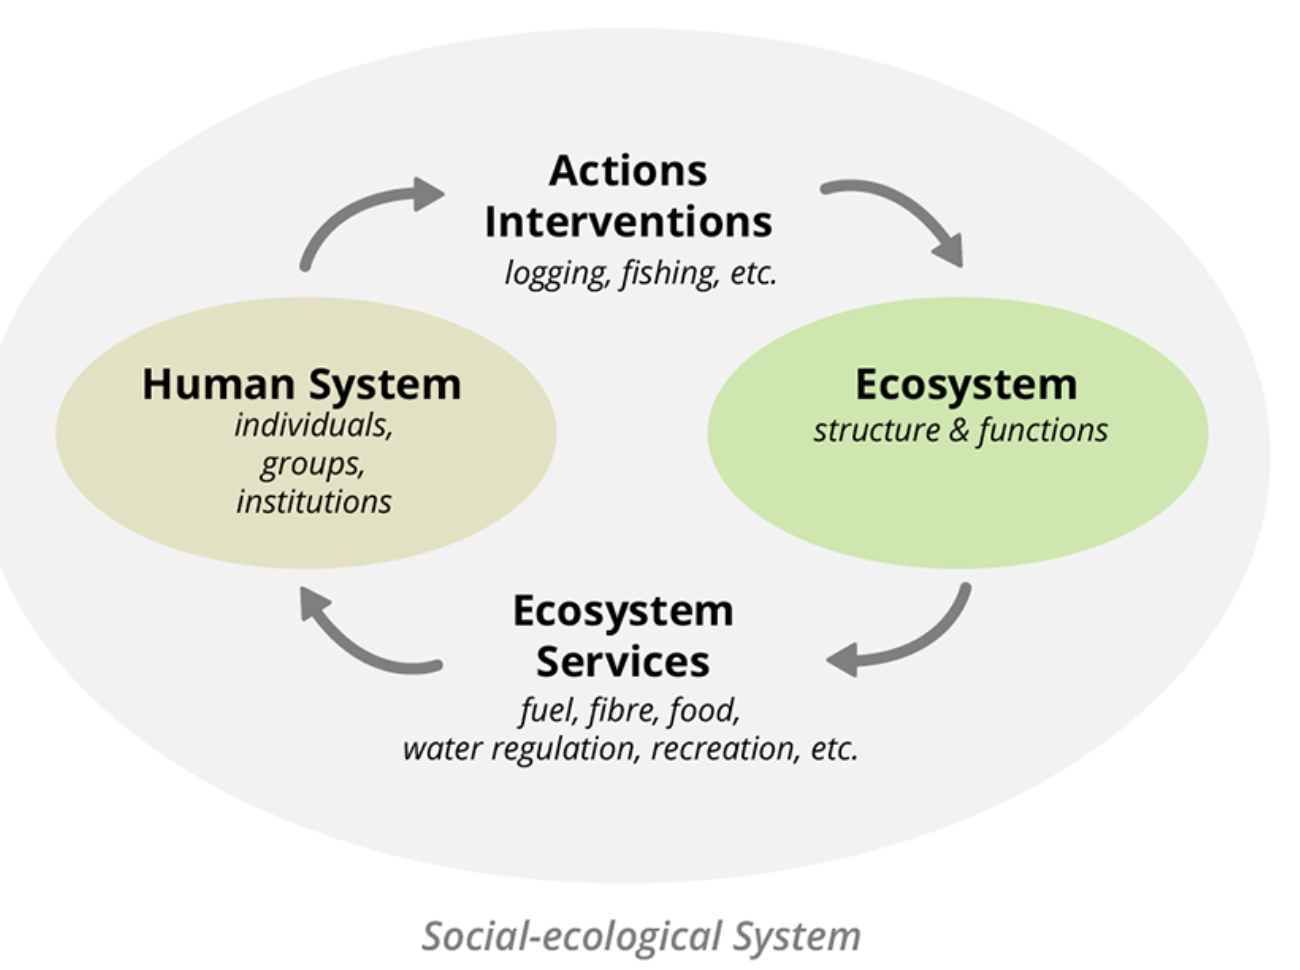 Actions
Interventions
logging, fishing, etc.
Human System
individuals,
groups,
institutions
Ecosystem
structure & functions
Ecosystem
Services
fuel, fibre, food,
water regulation, recreation, etc.
Social-ecological System